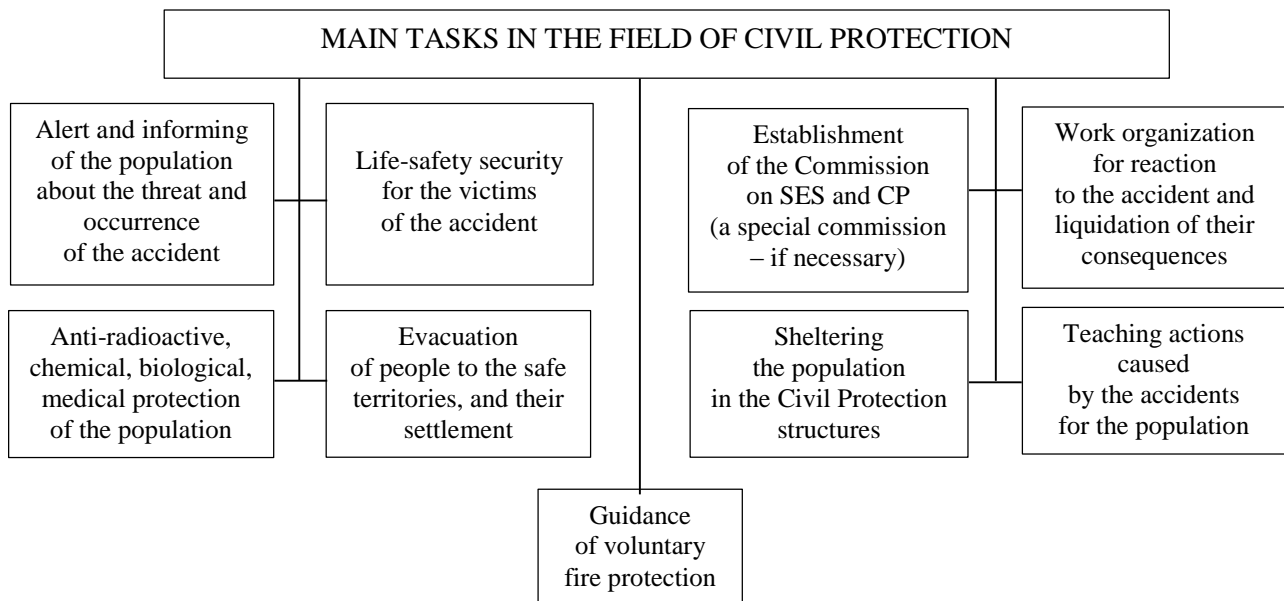 MAIN TASKS IN THE FIELD OF CIVIL PROTECTION
Alert and informing
of the population
about the threat and
occurrence
of the accident
Life-safety security
for the victims
of the accident
Establishment
of the Commission
on SES and CP
(a special commission
– if necessary)
Work organization
for reaction
to the accident and
liquidation of their
consequences
Anti-radioactive,
chemical, biological,
medical protection
of the population
Evacuation
of people to the safe
territories, and their
settlement
Sheltering
the population
in the Civil Protection
structures
Teaching actions
caused
by the accidents
for the population
Guidance
of voluntary
fire protection